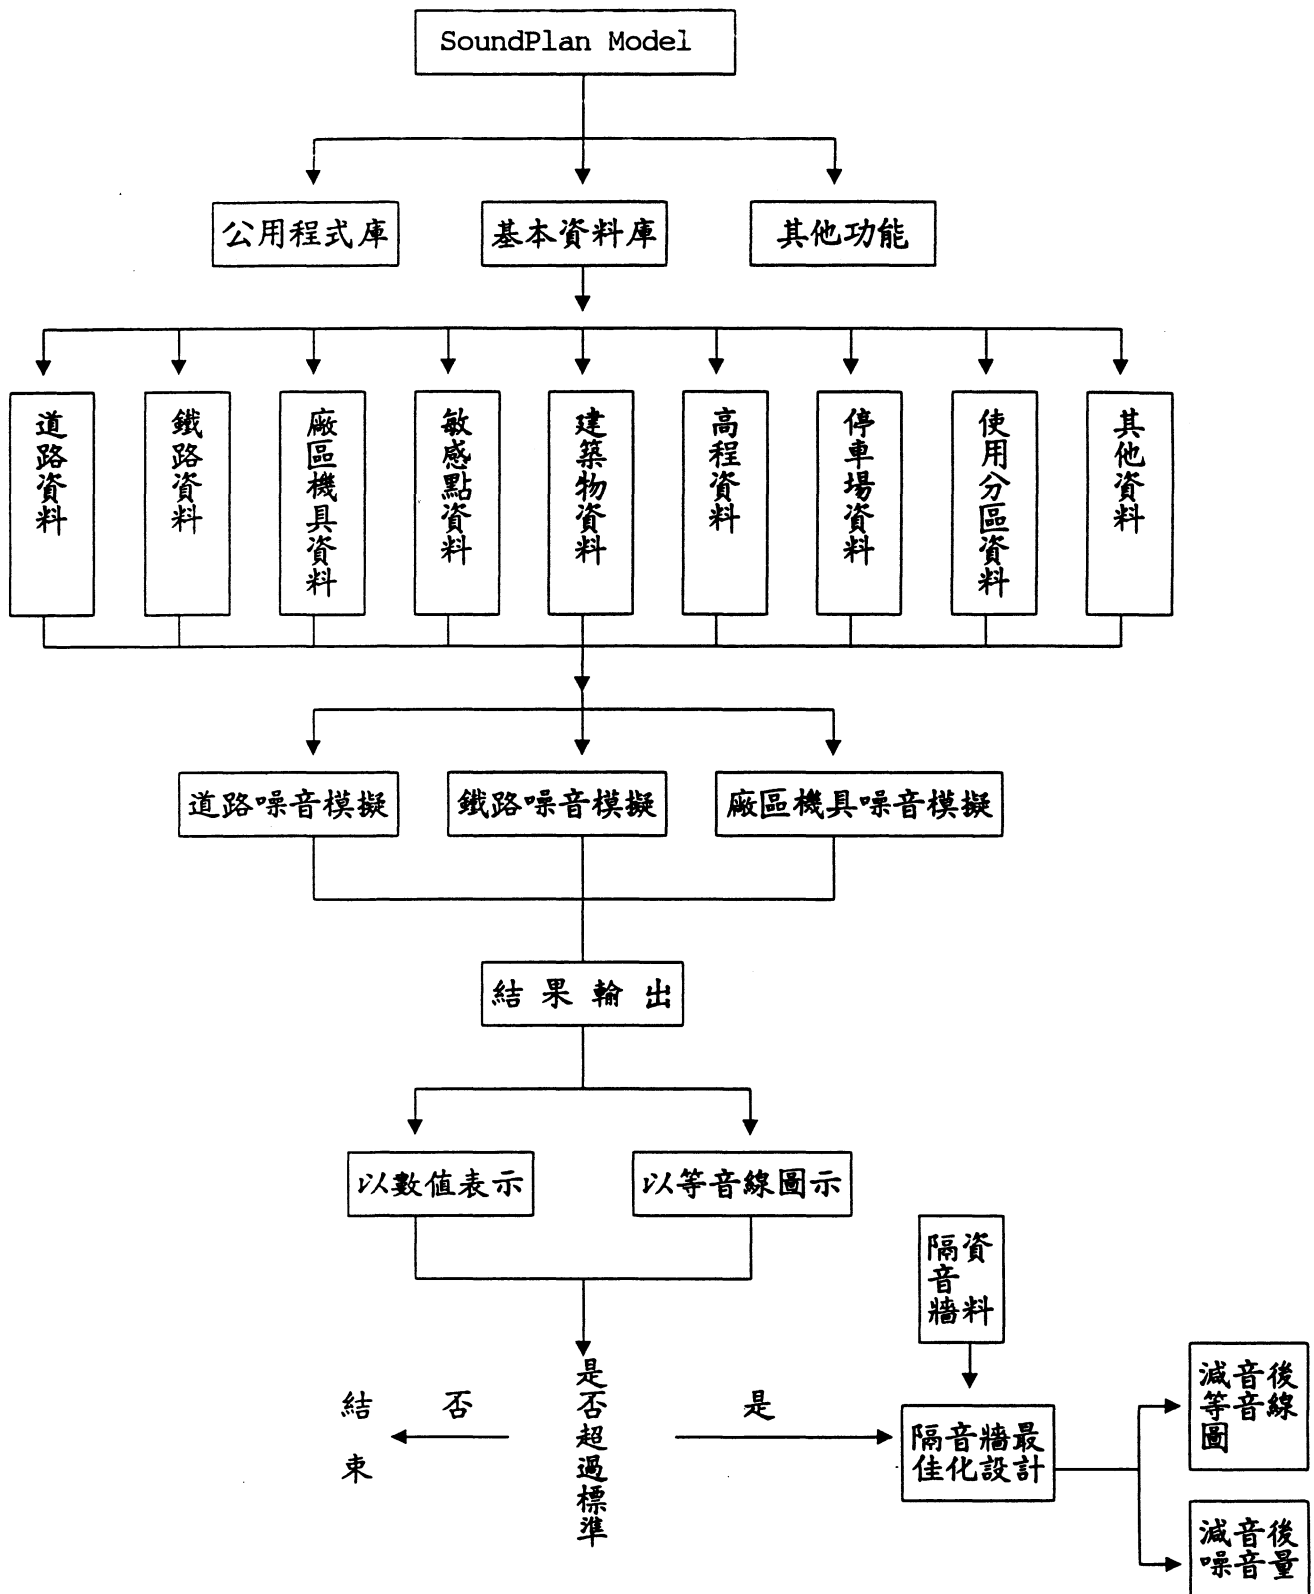 SoundPlan Model
公用程式庫
基本資料庫
其他功能
道路資料
鐵路資料
廠區機具資料
敏感點資料
建築物資料
高程資料
停車場資料
使用分區資料
其他資料
道路噪音模擬
鐵路噪音模擬
廠區機具噪音模擬
結果輸出
以數值表示
以等音線圖示
隔音牆
資料
是否超過標準
否
結束
是
隔音牆最
佳化設計
減音後
等音線
圖
減音後
噪音量